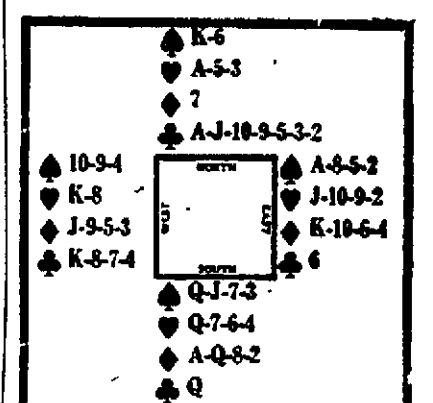 ♠ K-6
♥ A-5-3
♦ 7
♣ A-J-10-9-5-3-2
♠ 10-9-4
♥ K-8
♦ J-9-5-3
♣ K-8-7-4
NORTH
WEST
EAST
SOUTH
♠ A-8-5-2
♥ J-10-9-2
♦ K-10-6-4
♣ 6
♠ Q-J-7-3
♥ Q-7-6-4
♦ A-Q-8-2
♣ Q